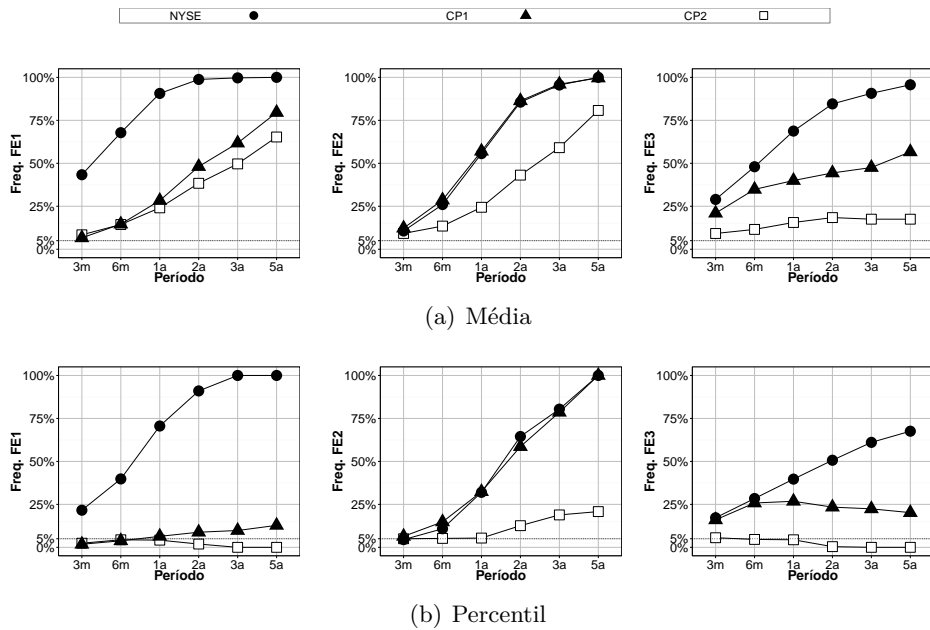 NYSE CP1 CP2
Freq. FE1
100%
75%
50%
25%
5%
0%
3m 6m 1a 2a 3a 5a
Período
Freq. FE2
100%
75%
50%
25%
5%
0%
3m 6m 1a 2a 3a 5a
Período
Freq. FE3
100%
75%
50%
25%
5%
0%
3m 6m 1a 2a 3a 5a
Período
(a) Média
Freq. FE1
100%
75%
50%
25%
5%
0%
3m 6m 1a 2a 3a 5a
Período
Freq. FE2
100%
75%
50%
25%
5%
0%
3m 6m 1a 2a 3a 5a
Período
Freq. FE3
100%
75%
50%
25%
5%
0%
3m 6m 1a 2a 3a 5a
Período
(b) Percentil